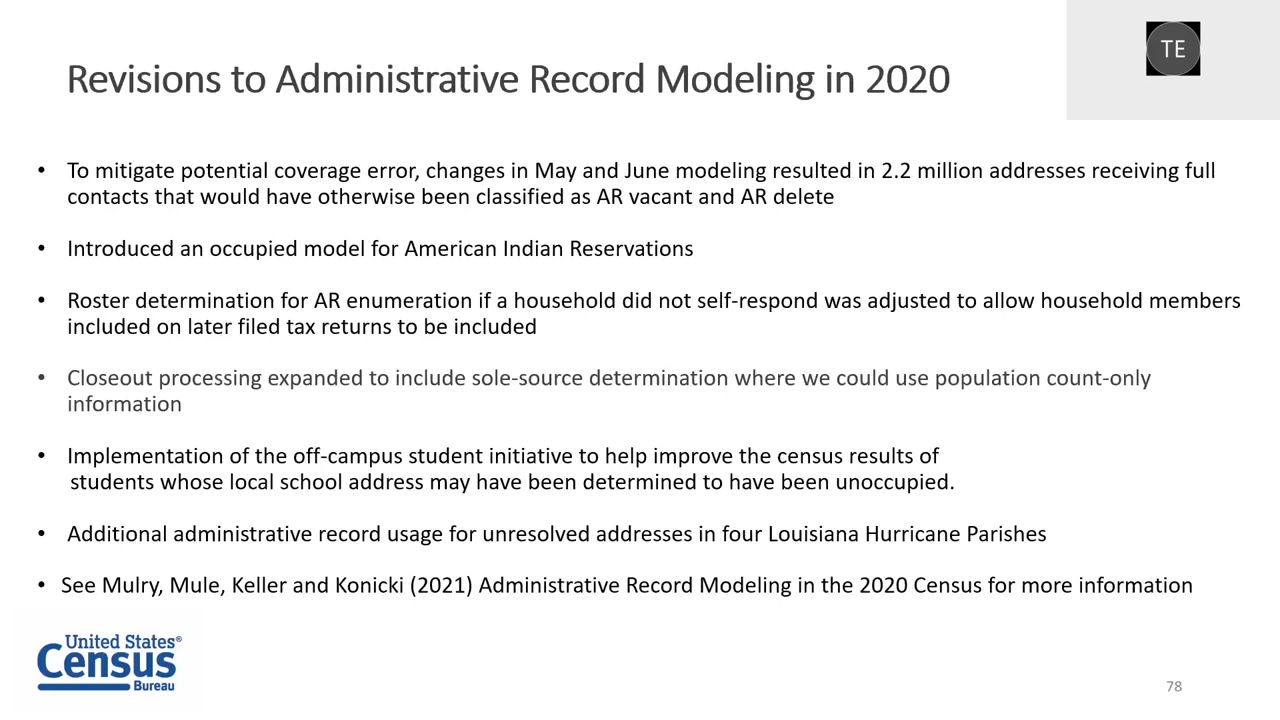 TE
Revisions to Administrative Record Modeling in 2020
• To mitigate potential coverage error, changes in May and June modeling resulted in 2.2 million addresses receiving full
contacts that would have otherwise been classified as AR vacant and AR delete
• Introduced an occupied model for American Indian Reservations
• Roster determination for AR enumeration if a household did not self-respond was adjusted to allow household members
included on later filed tax returns to be included
• Closeout processing expanded to include sole-source determination where we could use population count-only
information
• Implementation of the off-campus student initiative to help improve the census results of
students whose local school address may have been determined to have been unoccupied.
• Additional administrative record usage for unresolved addresses in four Louisiana Hurricane Parishes
• See Mulry, Mule, Keller and Konicki (2021) Administrative Record Modeling in the 2020 Census for more information
United States®
Census
Bureau
78